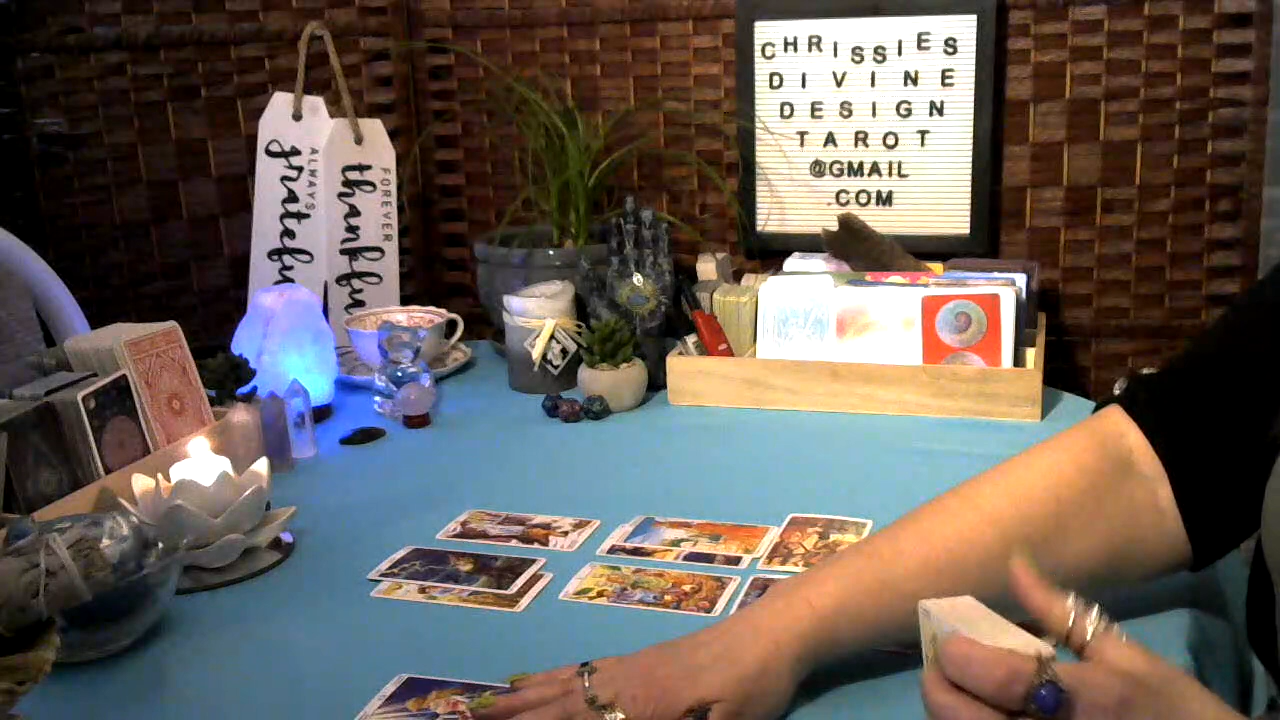 CHRISSIES
DIVINE
DESIGN
TAROT
@GMAIL
.COM
ALWAYS
grateful
FOREVER
thankful